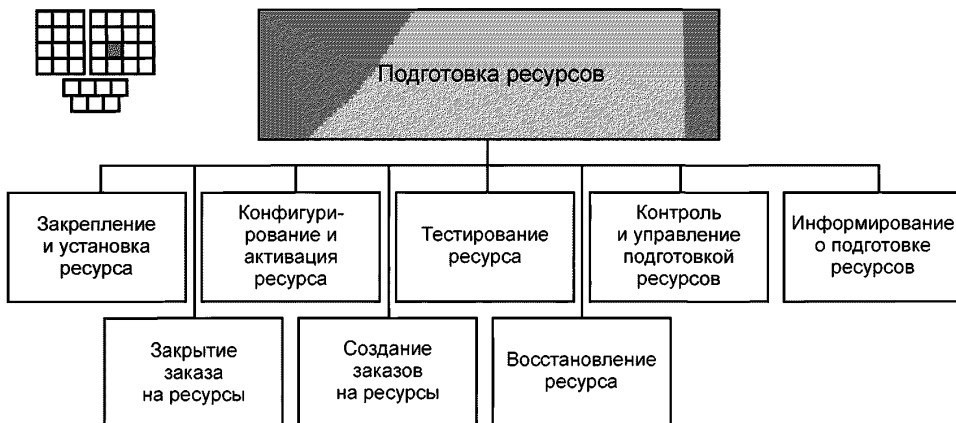 Подготовка ресурсов
Закрепление
и установка
ресурса
Конфигури-
рование и
активация
ресурса
Тестирование
ресурса
Контроль
и управление
подготовкой
ресурсов
Информирование
о подготовке
ресурсов
Закрытие
заказа
на ресурсы
Создание
заказов
на ресурсы
Восстановление
ресурса